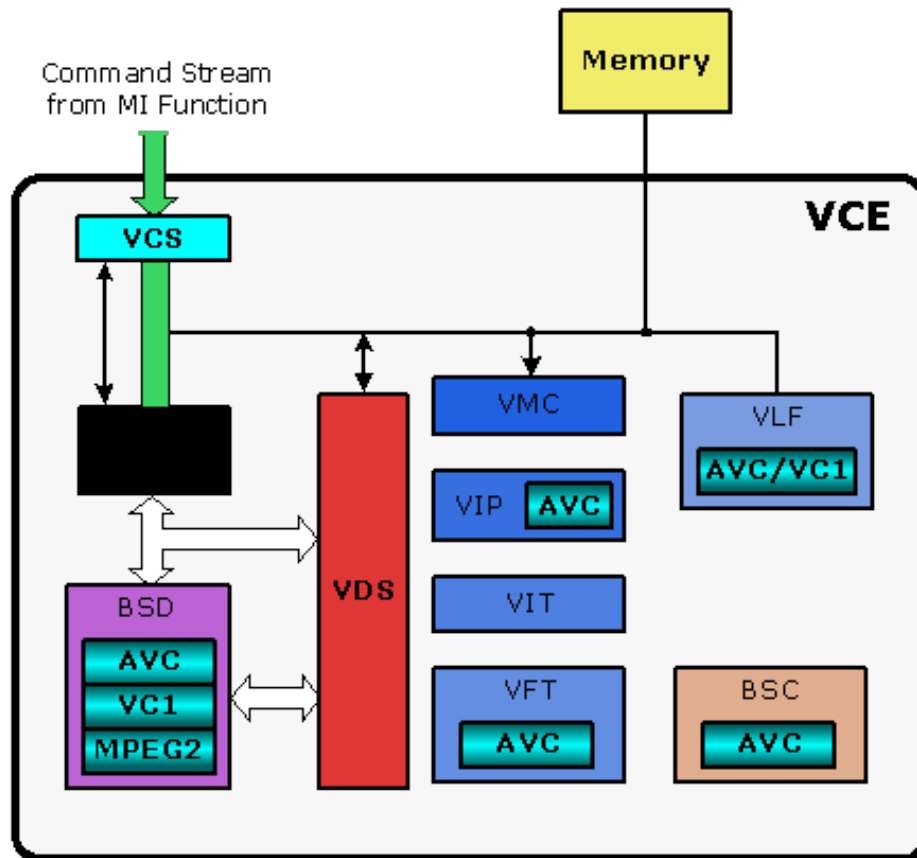 Memory
Command Stream
from MI Function
VCE
VCS
VMC
VLF
AVC/VC1
VIP
AVC
VDS
VIT
BSD
AVC
VC1
MPEG2
VFT
AVC
BSC
AVC